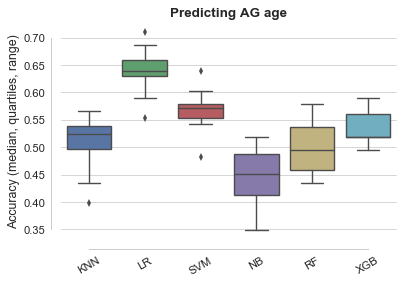 Predicting AG age
Accuracy (median, quartiles, range)
0.70
0.65
0.60
0.55
0.50
0.45
0.40
0.35
KNN
LR
SVM
NB
RF
XGB